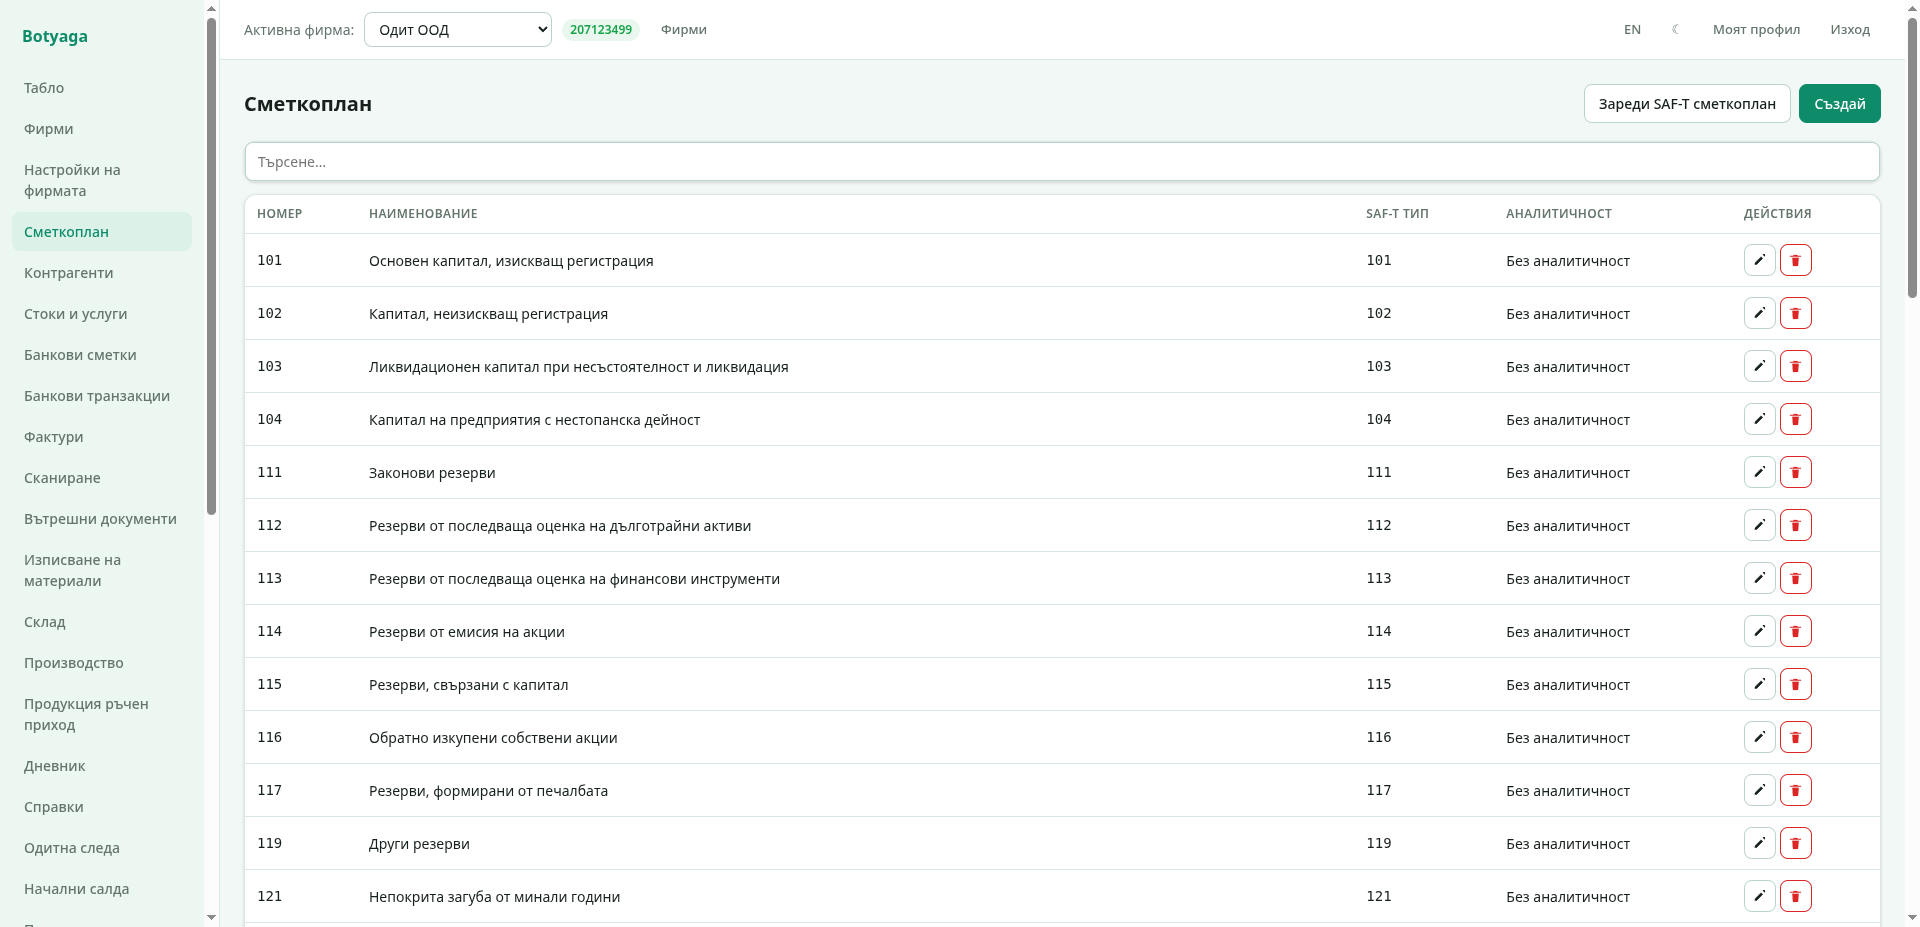 Botyaga
Активна фирма:
Одит ООД
207123499
Фирми
EN
Моят профил
Изход
Табло
Фирми
Настройки на
фирмата
Сметкоплан
Контрагенти
Стоки и услуги
Банкови сметки
Банкови транзакции
Фактури
Сканиране
Вътрешни документи
Изписване на
материали
Склад
Производство
Продукция ръчен
приход
Дневник
Справки
Одитна следа
Начални салда
Сметкоплан
Зареди SAF-T сметкоплан
Създай
Търсене...
НОМЕР НАИМЕНОВАНИЕ SAF-T ТИП АНАЛИТИЧНОСТ ДЕЙСТВИЯ
101 Основен капитал, изискващ регистрация 101 Без аналитичност
102 Капитал, неизискващ регистрация 102 Без аналитичност
103 Ликвидационен капитал при несъстоятелност и ликвидация 103 Без аналитичност
104 Капитал на предприятия с нестопанска дейност 104 Без аналитичност
111 Законови резерви 111 Без аналитичност
112 Резерви от последваща оценка на дълготрайни активи 112 Без аналитичност
113 Резерви от последваща оценка на финансови инструменти 113 Без аналитичност
114 Резерви от емисия на акции 114 Без аналитичност
115 Резерви, свързани с капитал 115 Без аналитичност
116 Обратно изкупени собствени акции 116 Без аналитичност
117 Резерви, формирани от печалбата 117 Без аналитичност
119 Други резерви 119 Без аналитичност
121 Непокрита загуба от минали години 121 Без аналитичност